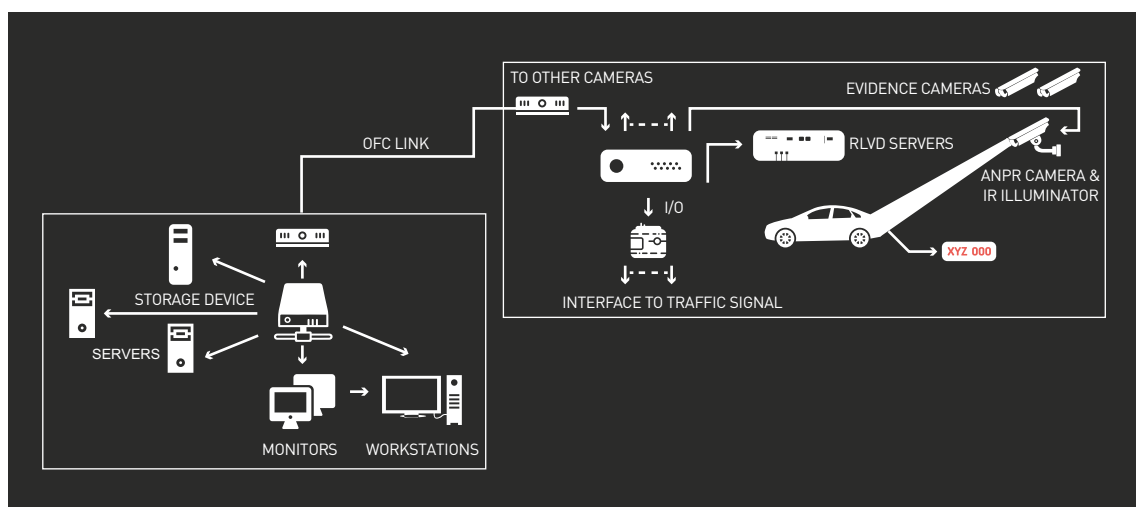 TO OTHER CAMERAS
EVIDENCE CAMERAS
OFC LINK
RLVD SERVERS
ANPR CAMERA &
IR ILLUMINATOR
I/O
XYZ 000
INTERFACE TO TRAFFIC SIGNAL
STORAGE DEVICE
SERVERS
MONITORS
WORKSTATIONS